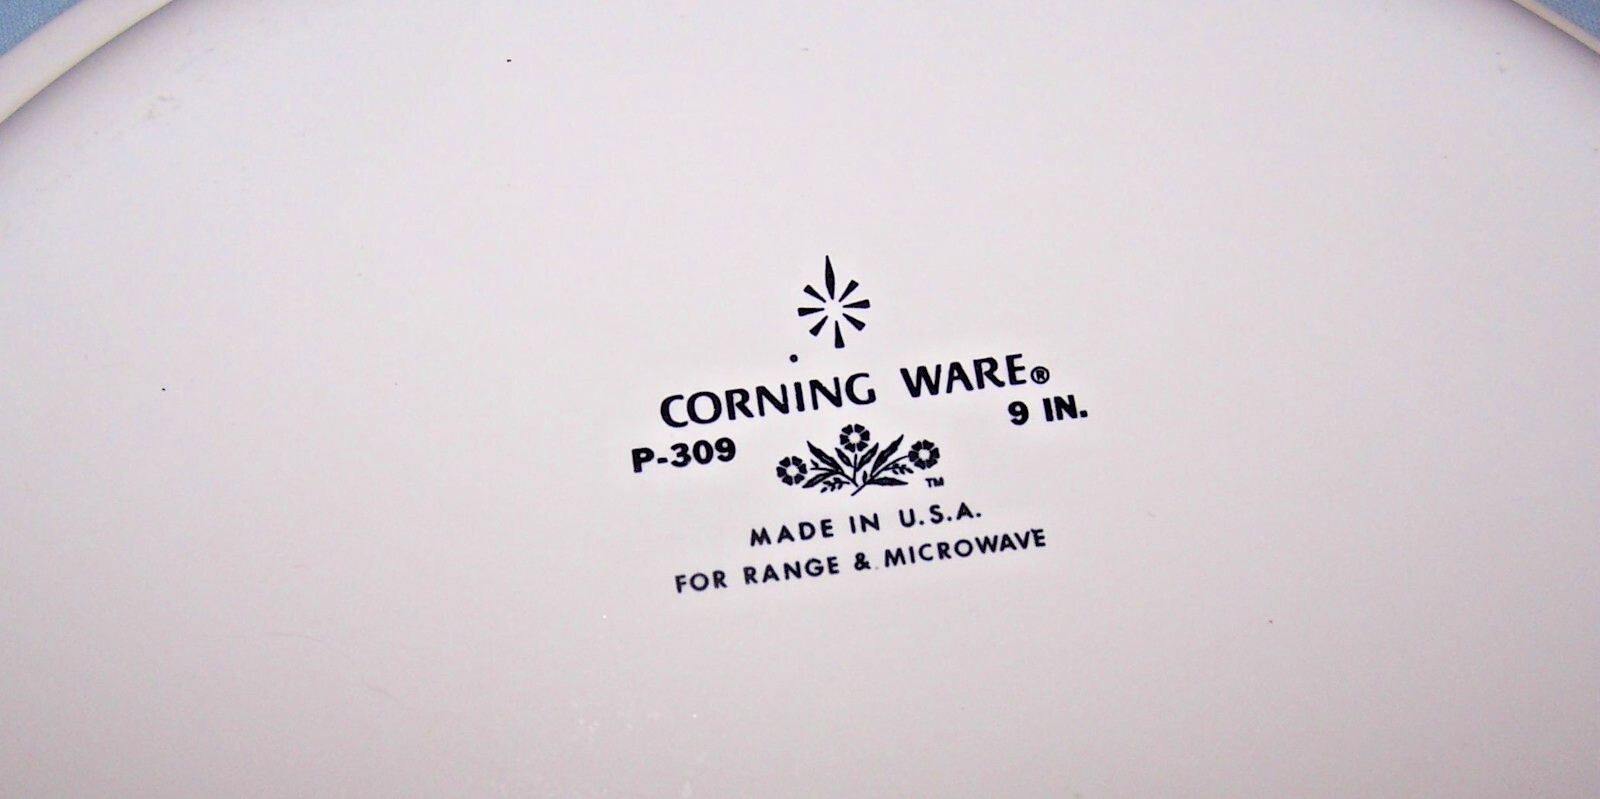 CORNING WARE®
P-309 9 IN.
TM
MADE IN U.S.A.
FOR RANGE & MICROWAVE